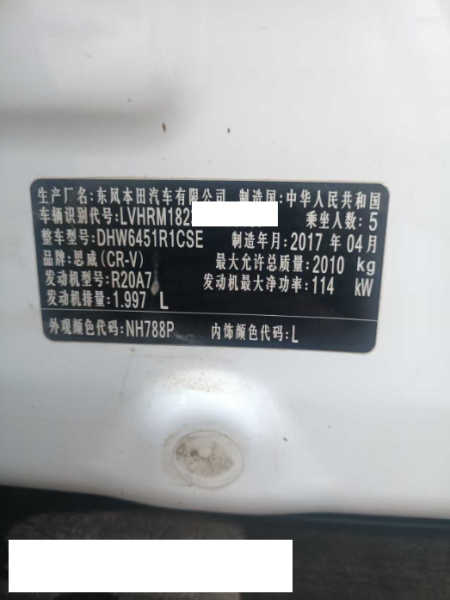 生产厂名:东风本田汽车有限公司 制造国:中华人民共和国
车辆识别代号:LVHRM182 乘坐人数:5
整车型号:DHW6451R1CSE 制造年月:2017 年 04月
品牌:思威(CR-V) 最大允许总质量:2010 kg
发动机型号:R20A7 发动机最大净功率:114 kW
发动机排量:1.997 L
外观颜色代码:NH788P 内饰颜色代码:L